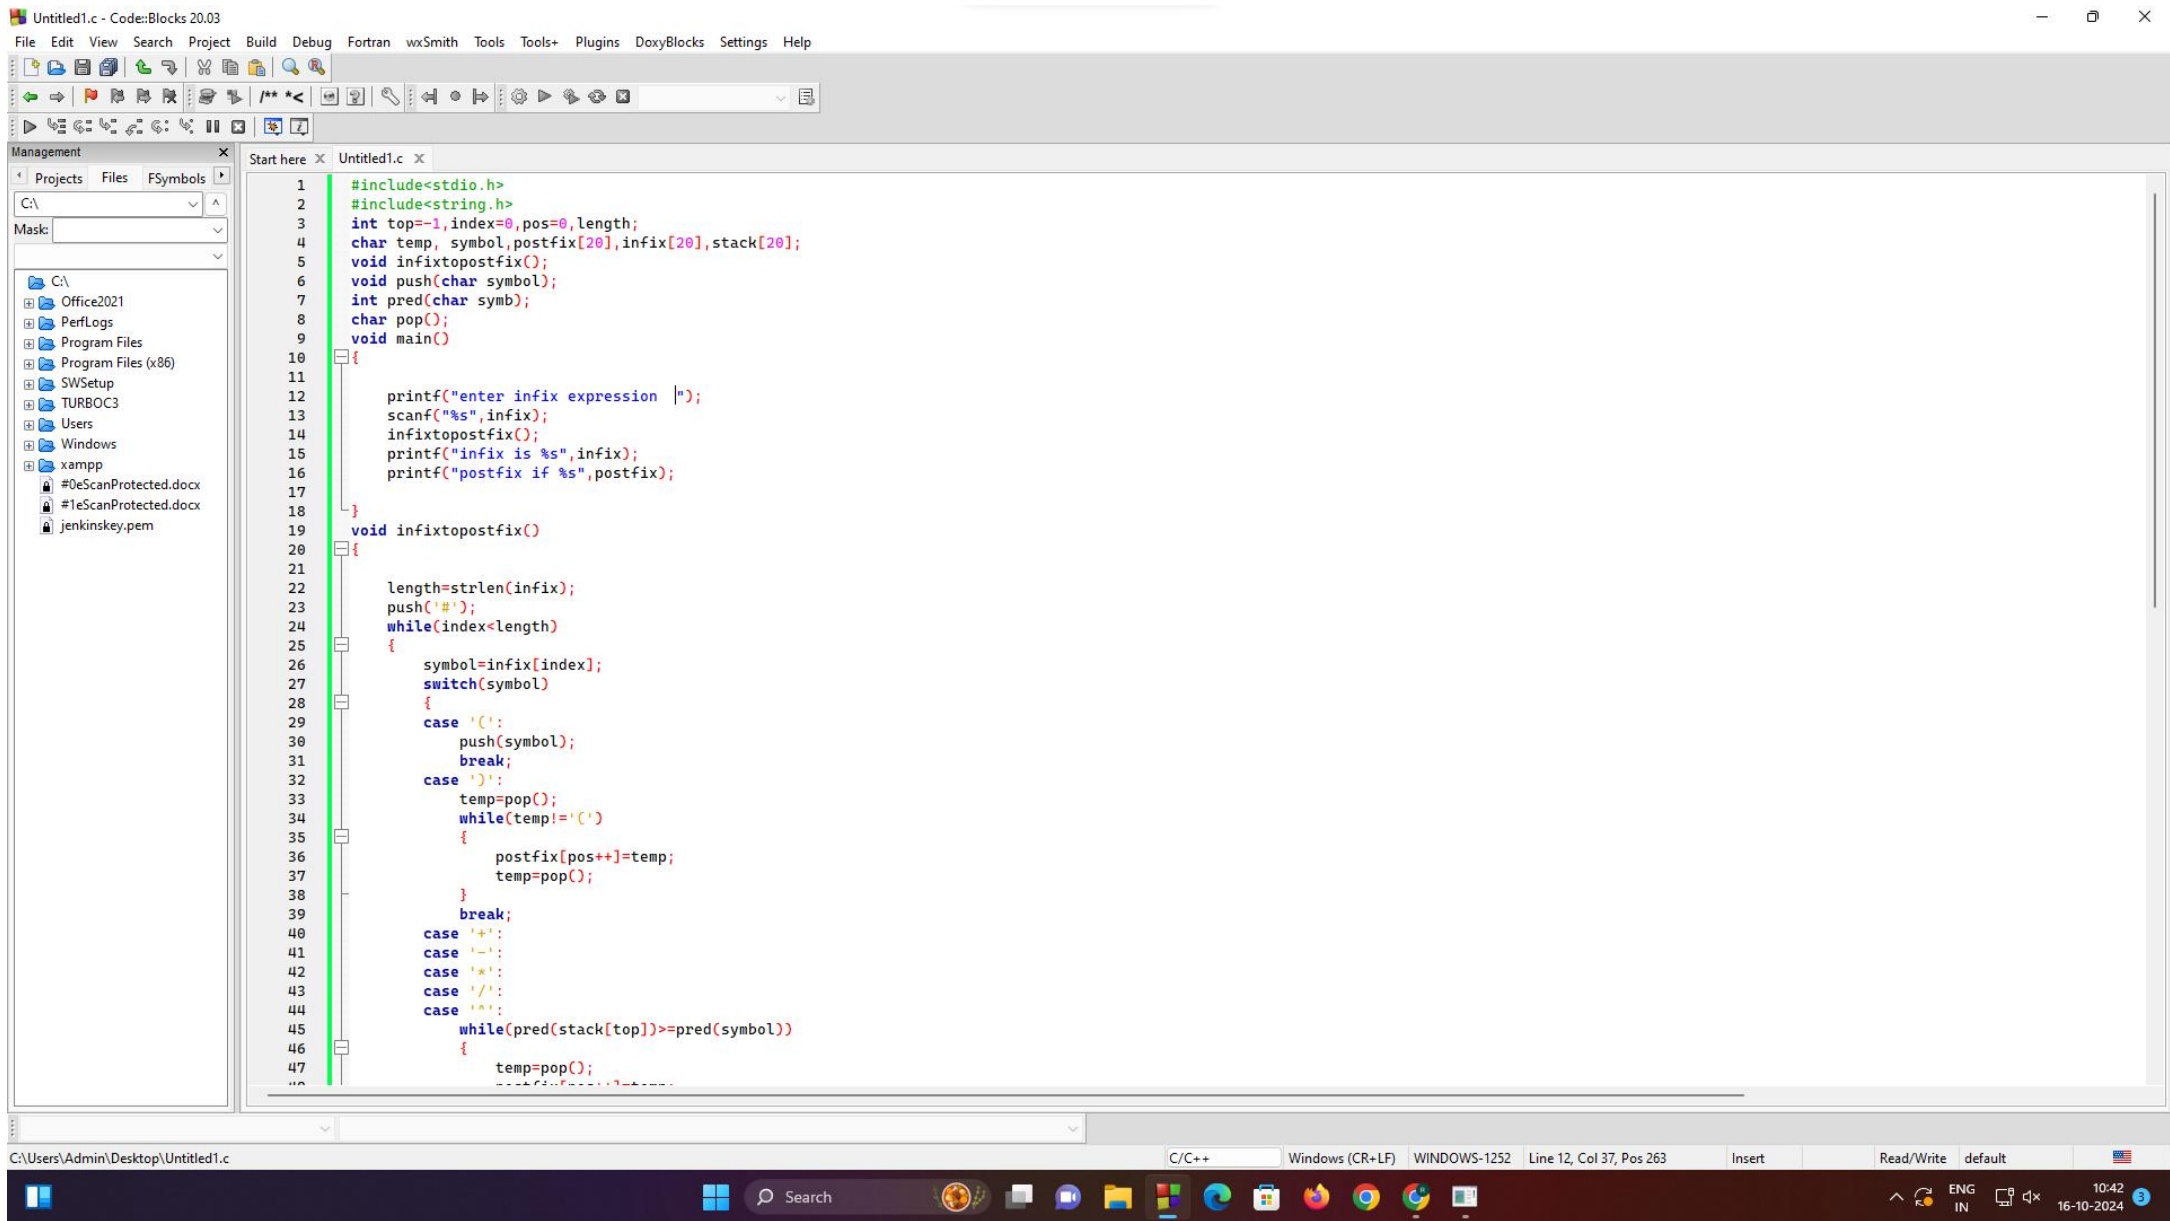 Untitled1.c - Code::Blocks 20.03
File Edit View Search Project Build Debug Fortran wxSmith Tools Tools+ Plugins DoxyBlocks Settings Help
/** *<
Management
Projects Files FSymbols
C:\
Mask:
C:\
Office2021
PerfLogs
Program Files
Program Files (x86)
SWSetup
TURBOC3
Users
Windows
xampp
#0eScanProtected.docx
#1eScanProtected.docx
jenkinskey.pem
Start here Untitled1.c
1 #include<stdio.h>
2 #include<string.h>
3 int top=-1,index=0,pos=0,length;
4 char temp, symbol,postfix[20],infix[20],stack[20];
5 void infixtopostfix();
6 void push(char symbol);
7 int pred(char symb);
8 char pop();
9 void main()
10 {
11
12 printf("enter infix expression  ");
13 scanf("%s",infix);
14 infixtopostfix();
15 printf("infix is %s",infix);
16 printf("postfix if %s",postfix);
17
18 }
19 void infixtopostfix()
20 {
21
22 length=strlen(infix);
23 push('#');
24 while(index<length)
25 {
26 symbol=infix[index];
27 switch(symbol)
28 {
29 case '(':
30 push(symbol);
31 break;
32 case ')':
33 temp=pop();
34 while(temp!='(')
35 {
36 postfix[pos++]=temp;
37 temp=pop();
38 }
39 break;
40 case '+':
41 case '-':
42 case '*':
43 case '/':
44 case '^':
45 while(pred(stack[top])>=pred(symbol))
46 {
47 temp=pop();
C:\Users\Admin\Desktop\Untitled1.c C/C++ Windows (CR+LF) WINDOWS-1252 Line 12, Col 37, Pos 263 Insert Read/Write default
Search
ENG
IN
10:42
16-10-2024
3